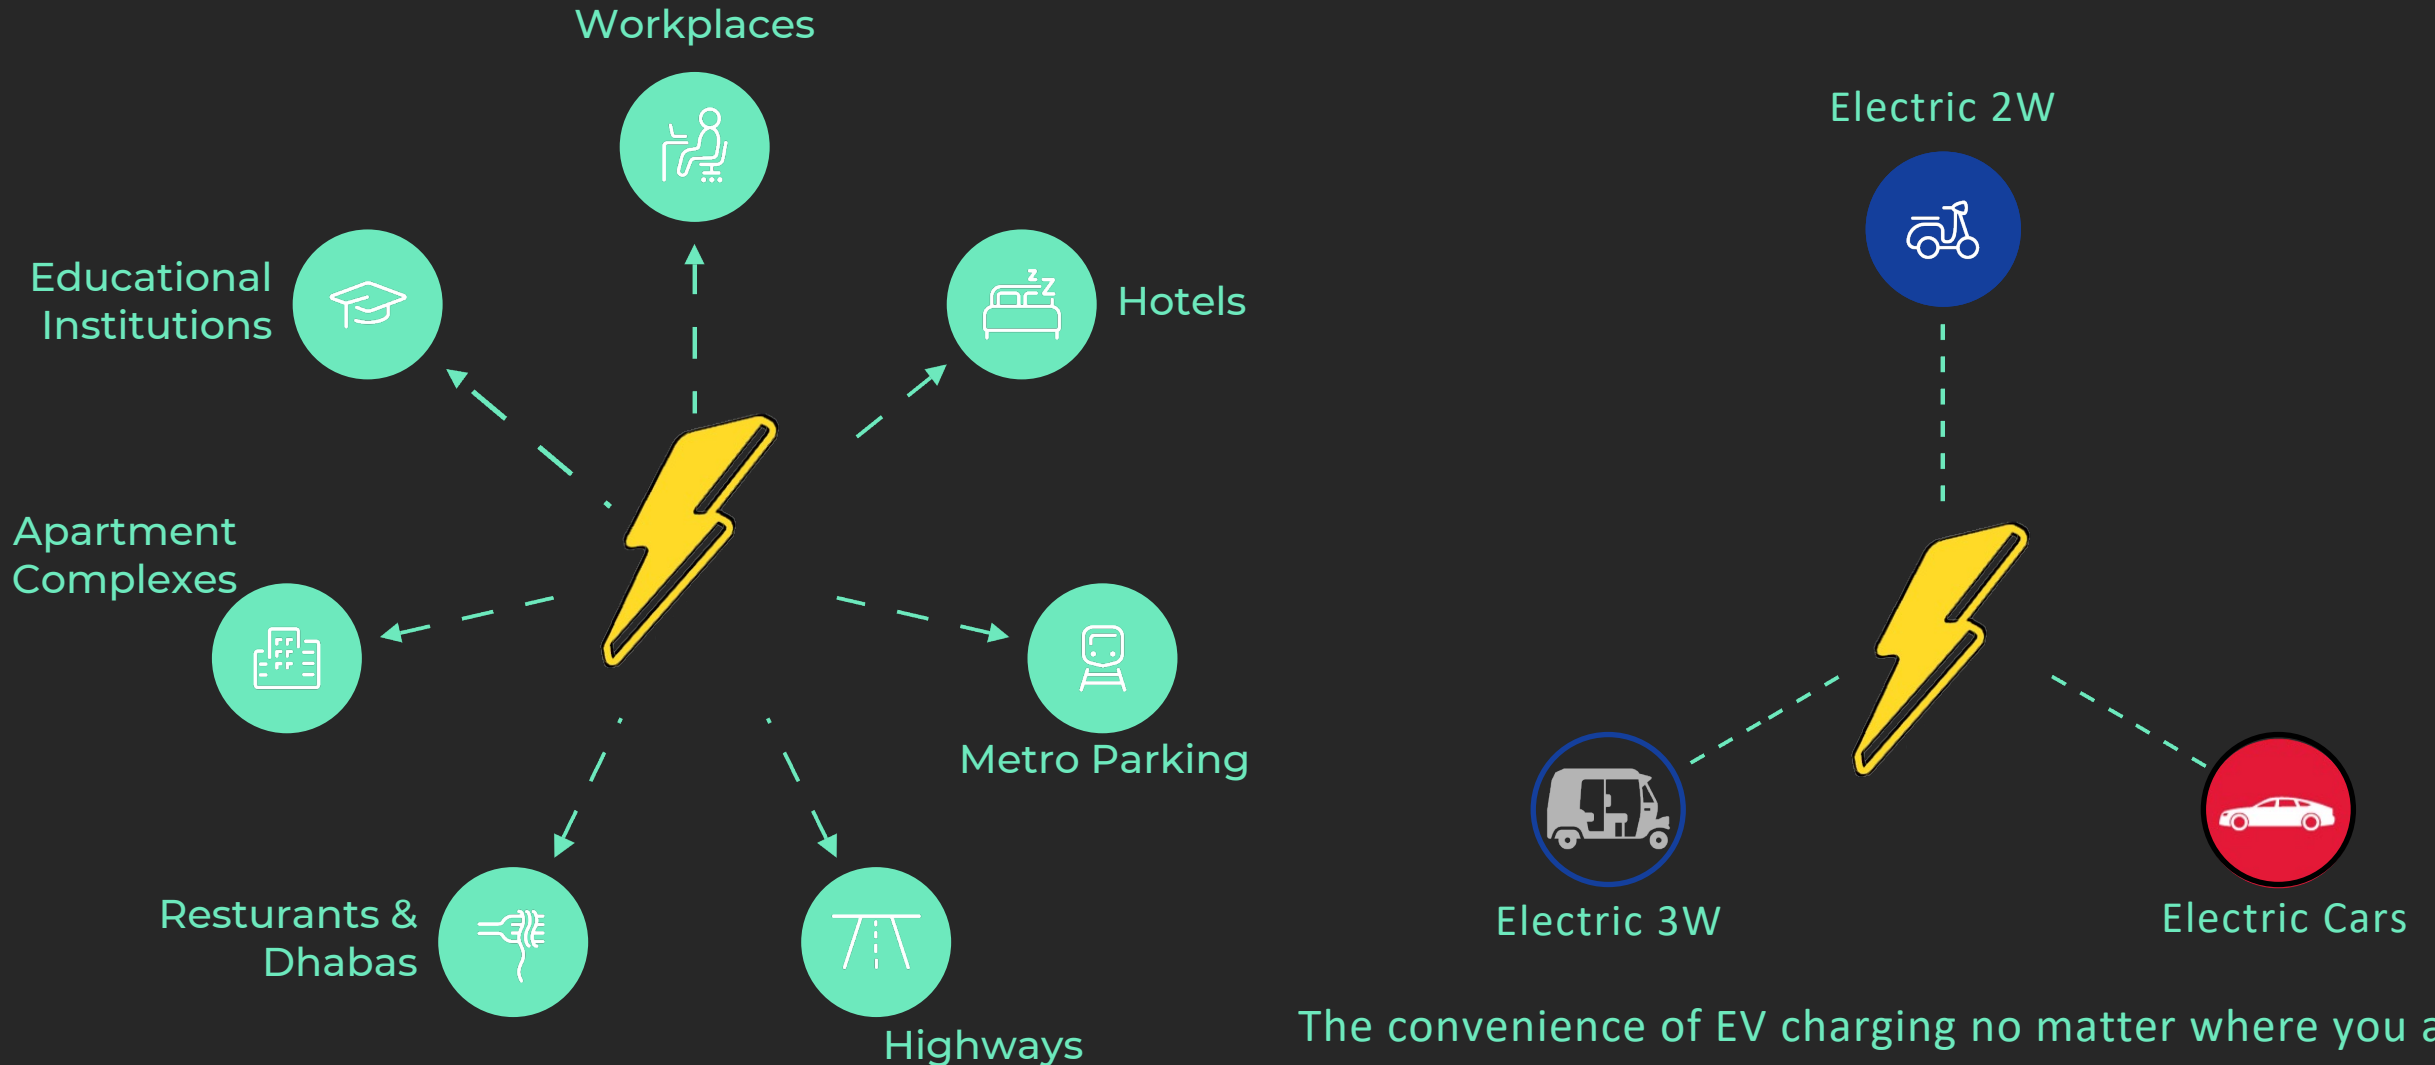 Workplaces
Educational
Institutions
Hotels
Apartment
Complexes
Metro Parking
Resturants &
Dhabas
Highways
Electric 2W
Electric 3W
Electric Cars
The convenience of EV charging no matter where you